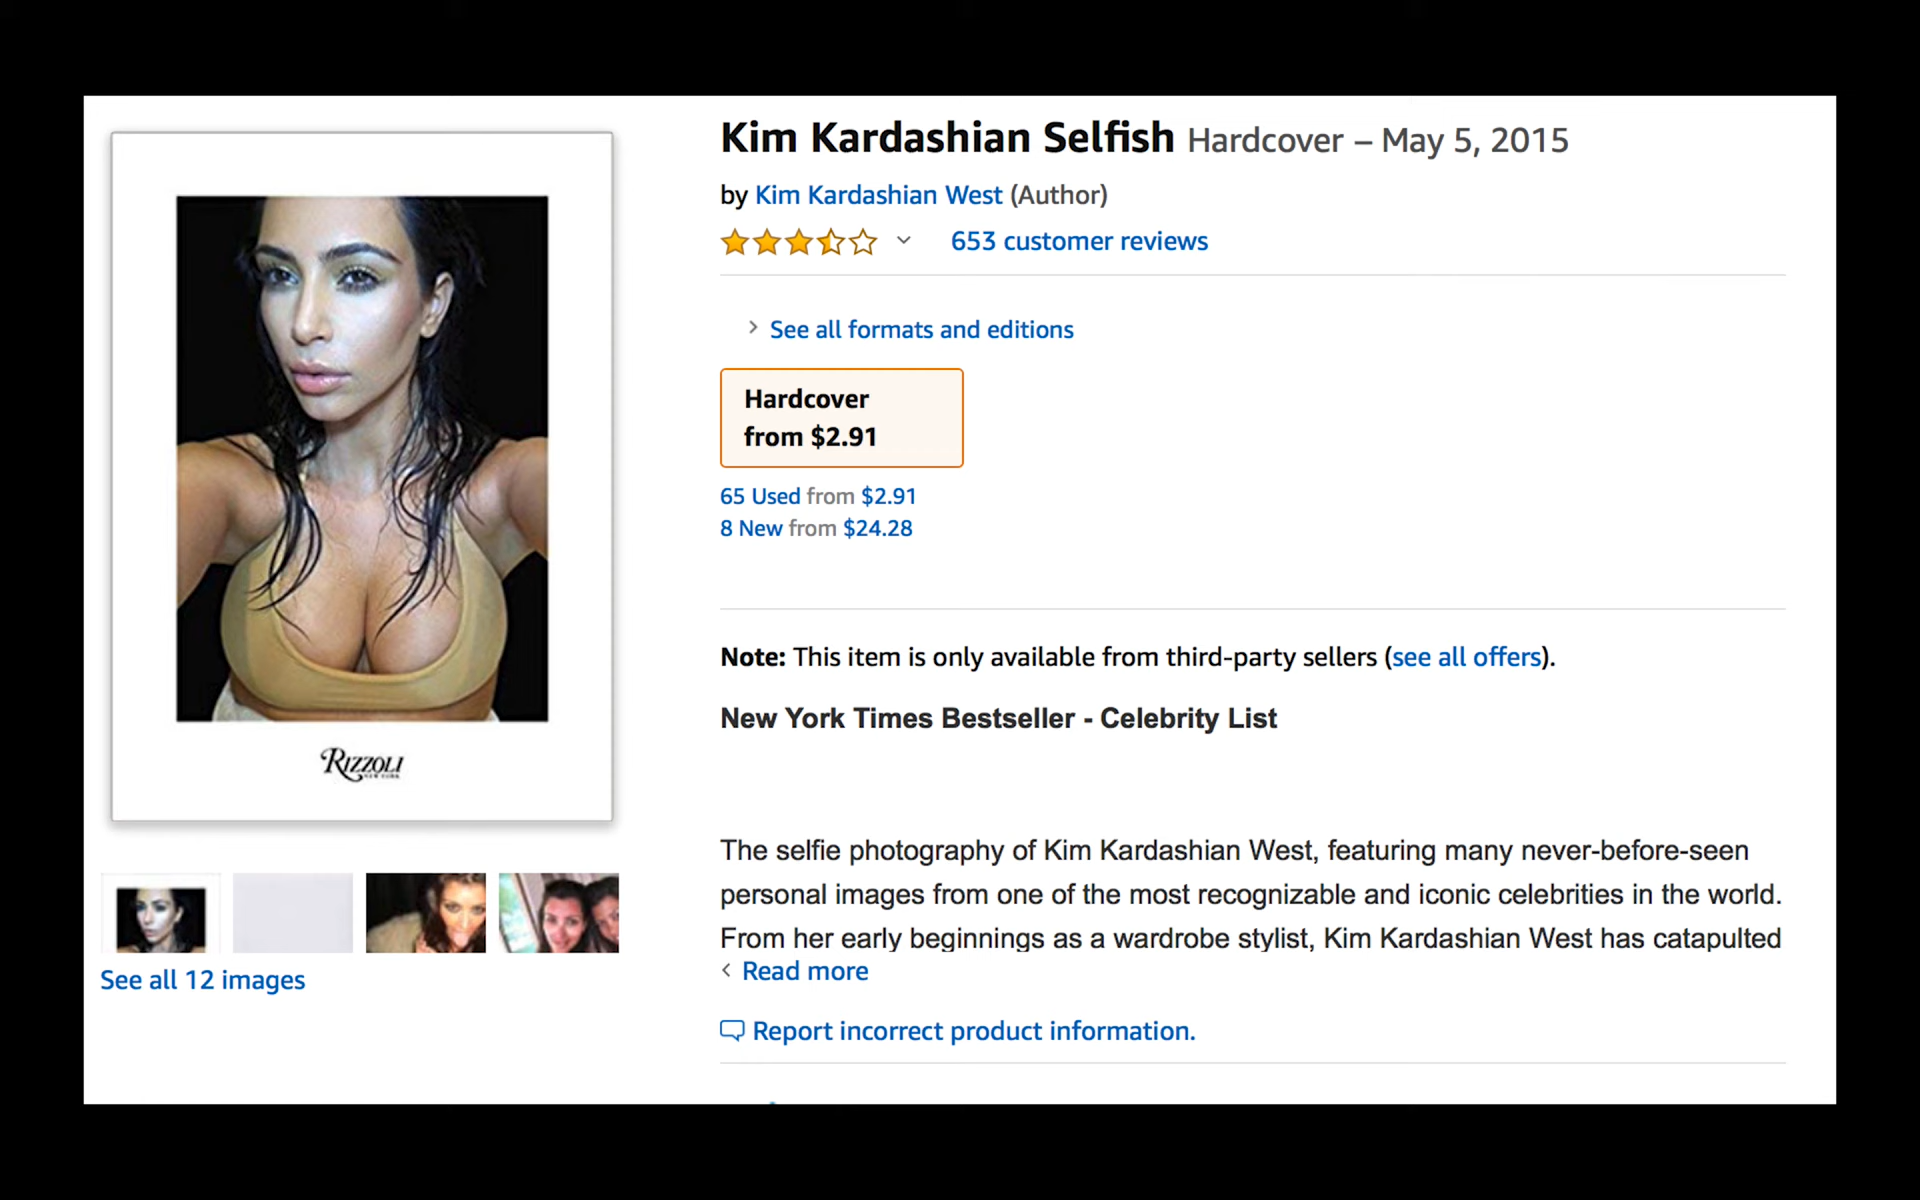 Kim Kardashian Selfish Hardcover – May 5, 2015
by Kim Kardashian West (Author)
653 customer reviews
See all formats and editions
Hardcover
from $2.91
65 Used from $2.91
8 New from $24.28
Note: This item is only available from third-party sellers (see all offers).
New York Times Bestseller - Celebrity List
The selfie photography of Kim Kardashian West, featuring many never-before-seen
personal images from one of the most recognizable and iconic celebrities in the world.
From her early beginnings as a wardrobe stylist, Kim Kardashian West has catapulted
Read more
Report incorrect product information.
RIZZOLI
NEW YORK
See all 12 images